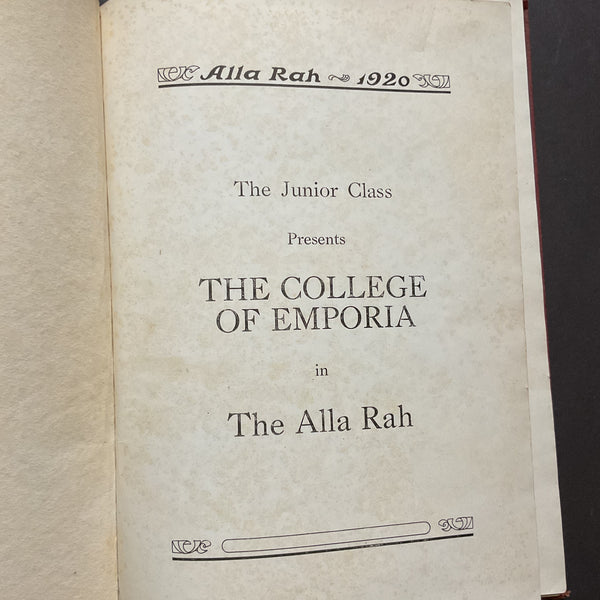 Alla Rah ~ 1920
The Junior Class
Presents
THE COLLEGE
OF EMPORIA
in
The Alla Rah